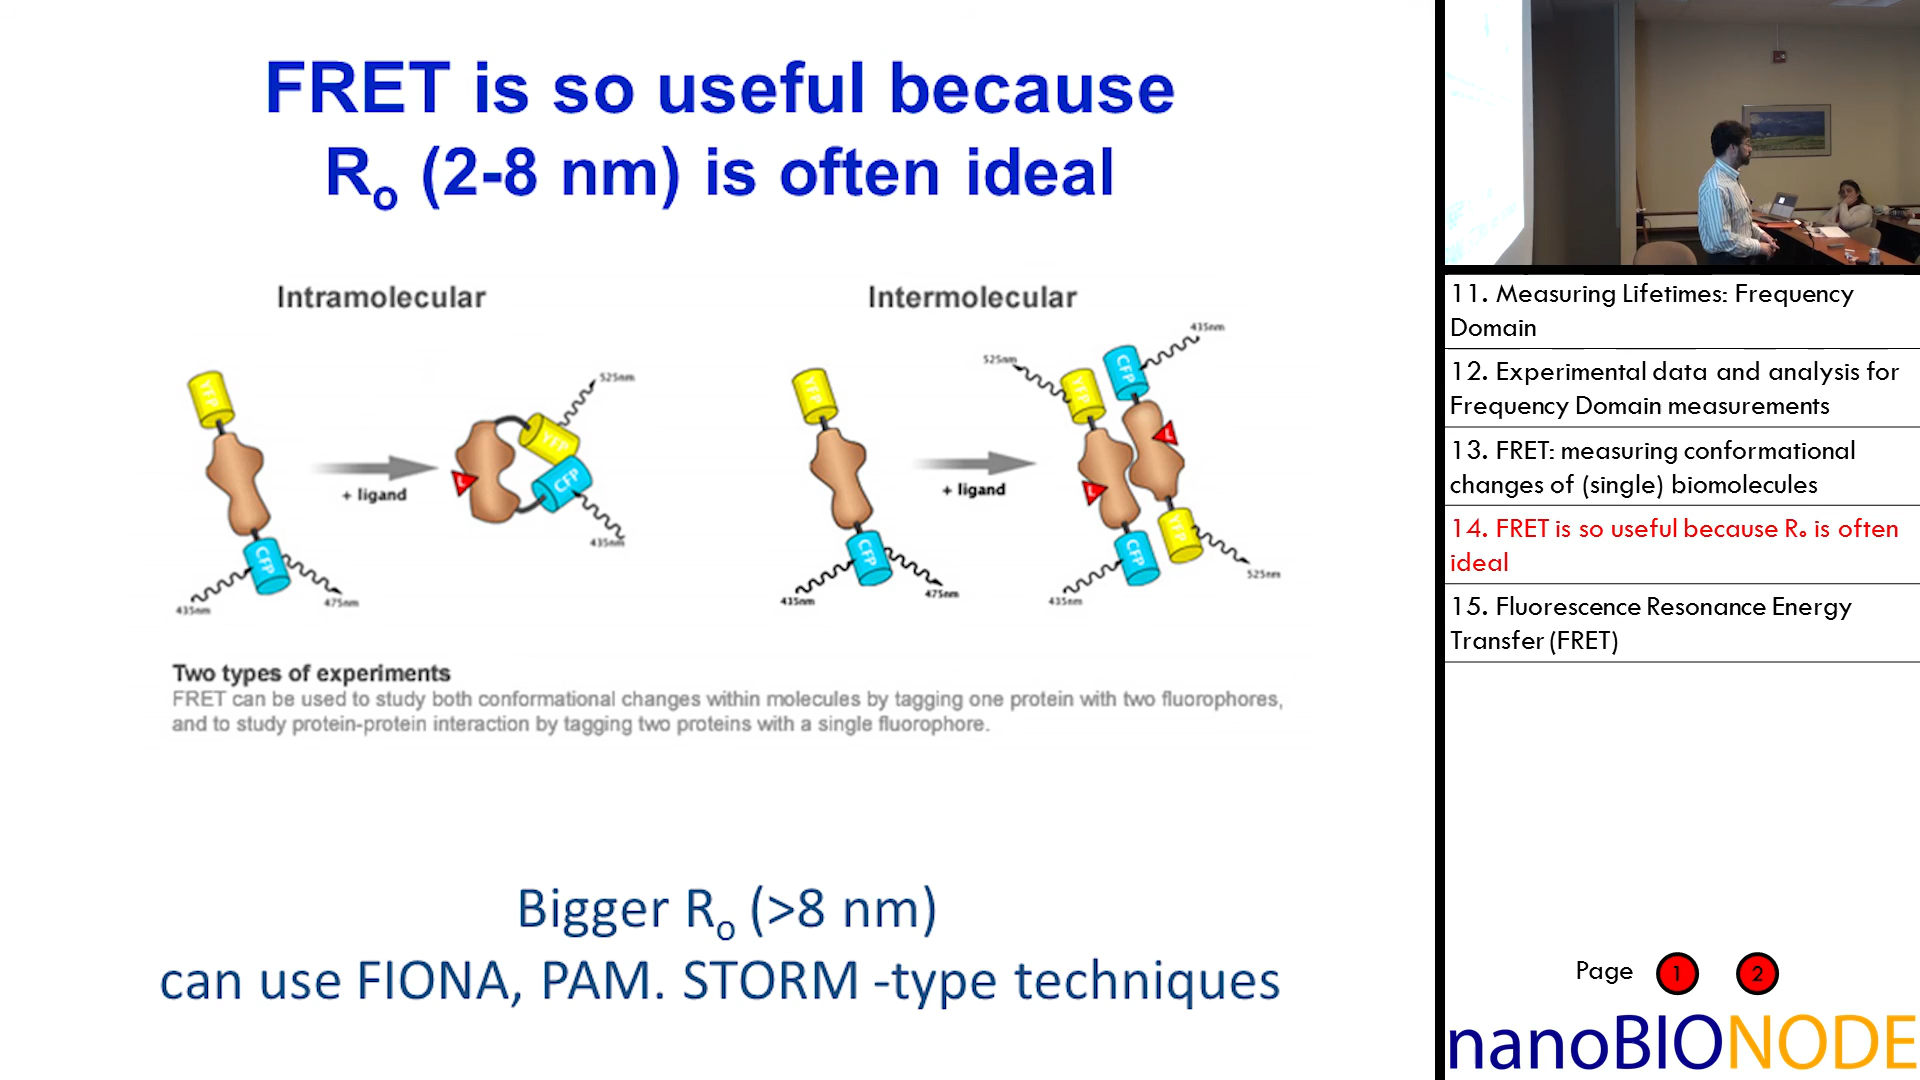 FRET is so useful because
Ro (2-8 nm) is often ideal
Intramolecular
YFP
CFP
435nm
475nm
+ ligand
L
YFP
CFP
525nm
435nm
Intermolecular
YFP
CFP
435nm
475nm
+ ligand
525nm
435nm
YFP
CFP
L
L
CFP
YFP
435nm
525nm
Two types of experiments
FRET can be used to study both conformational changes within molecules by tagging one protein with two fluorophores,
and to study protein-protein interaction by tagging two proteins with a single fluorophore.
Bigger Ro (>8 nm)
can use FIONA, PAM. STORM -type techniques
11. Measuring Lifetimes: Frequency
Domain
12. Experimental data and analysis for
Frequency Domain measurements
13. FRET: measuring conformational
changes of (single) biomolecules
14. FRET is so useful because Ro is often
ideal
15. Fluorescence Resonance Energy
Transfer (FRET)
Page 1 2
nanoBIONODE